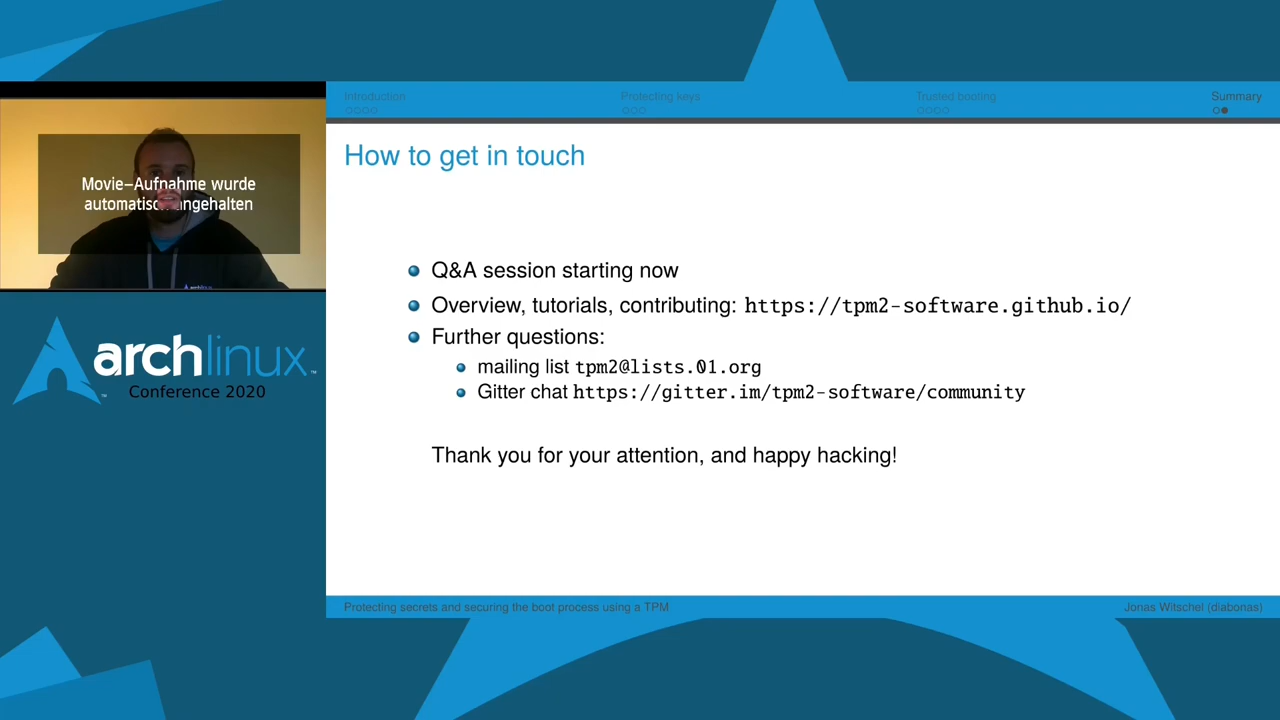 Introduction
Protecting keys
Trusted booting
Summary
How to get in touch
Movie-Aufnahme wurde
automatisch angehalten
Q&A session starting now
Overview, tutorials, contributing: https://tpm2-software.github.io/
Further questions:
mailing list tpm2@lists.01.org
Gitter chat https://gitter.im/tpm2-software/community
Thank you for your attention, and happy hacking!
archlinux™
Conference 2020
Protecting secrets and securing the boot process using a TPM
Jonas Witschel (diabonas)